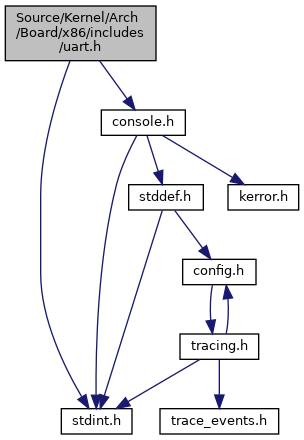 Source/Kernel/Arch
/Board/x86/includes
/uart.h
console.h
stddef.h
kerror.h
config.h
tracing.h
stdint.h
trace_events.h